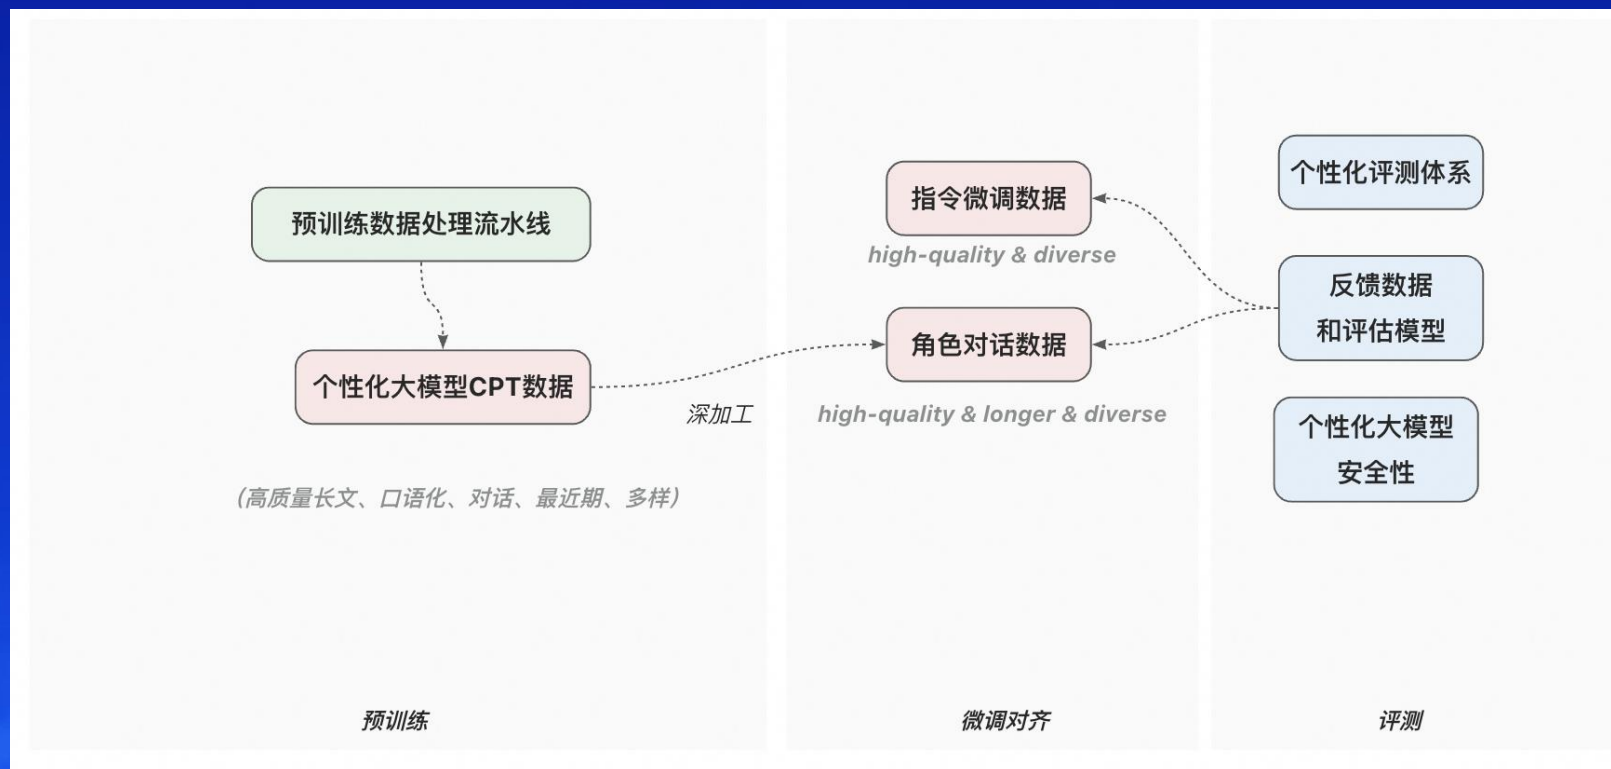 预训练数据处理流水线
个性化大模型CPT数据
深加工
(高质量长文、口语化、对话、最近期、多样)
预训练
指令微调数据
high-quality & diverse
角色对话数据
high-quality & longer & diverse
微调对齐
个性化评测体系
反馈数据
和评估模型
个性化大模型
安全性
评测